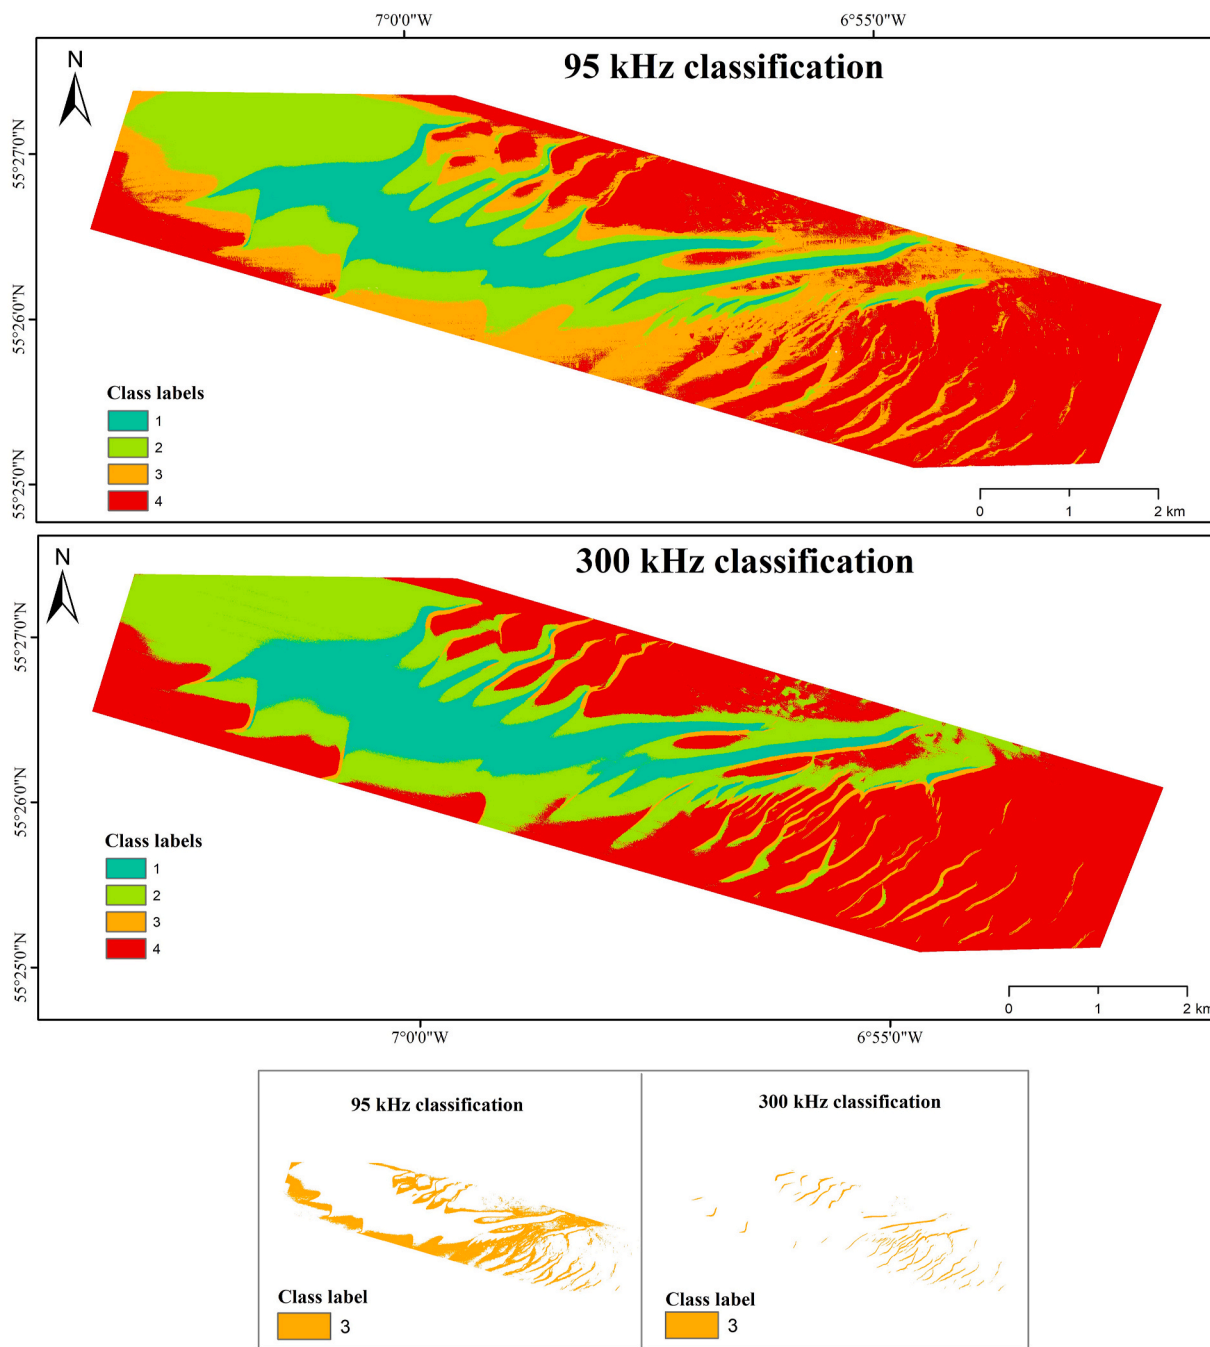 7°0'0"W 6°55'0"W
N
95 kHz classification
55°27'0"N
55°26'0"N
55°25'0"N
Class labels
1
2
3
4
0 1 2 km
N
300 kHz classification
55°27'0"N
55°26'0"N
55°25'0"N
Class labels
1
2
3
4
0 1 2 km
7°0'0"W 6°55'0"W
95 kHz classification
Class label
3
300 kHz classification
Class label
3